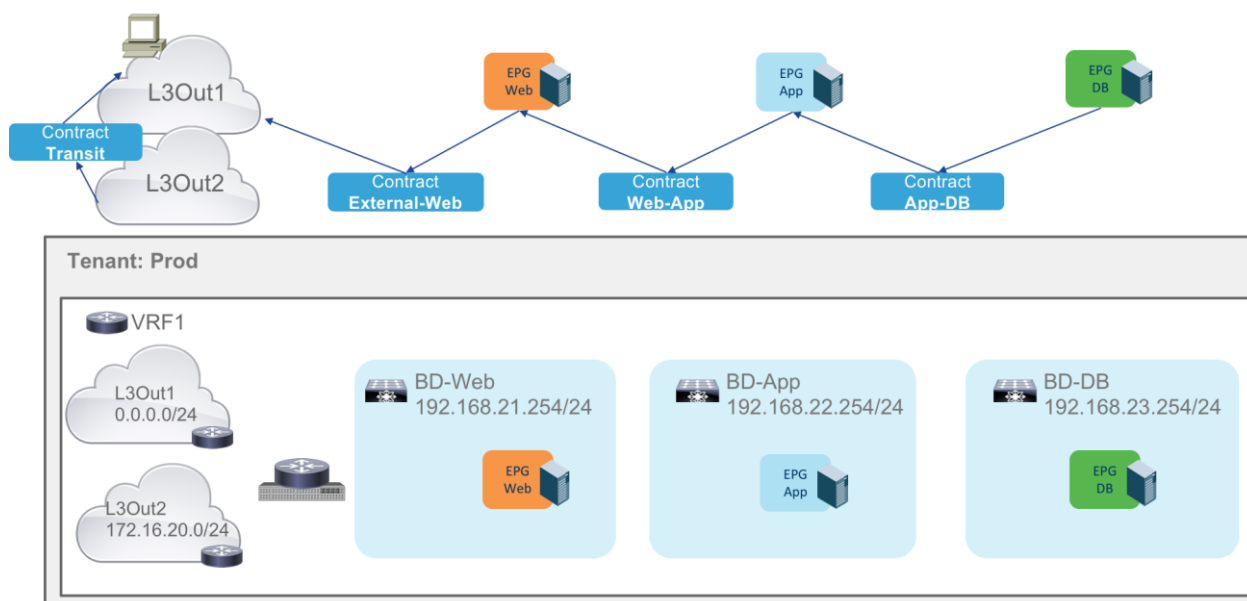 L3Out1
Contract
Transit
L3Out2
EPG
Web
EPG
App
EPG
DB
Contract
External-Web
Contract
Web-App
Contract
App-DB
Tenant: Prod
VRF1
L3Out1
0.0.0.0/24
L3Out2
172.16.20.0/24
BD-Web
192.168.21.254/24
EPG
Web
BD-App
192.168.22.254/24
EPG
App
BD-DB
192.168.23.254/24
EPG
DB